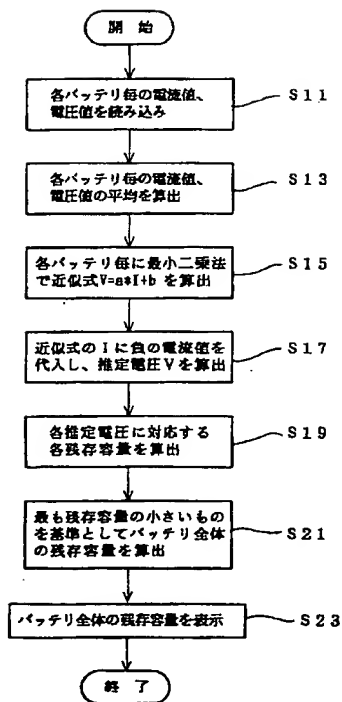 開 始
各バッテリ毎の電流値、
電圧値を読み込み
S11
各バッテリ毎の電流値、
電圧値の平均を算出
S13
各バッテリ毎に最小二乗法
で近似式V=a*I+b を算出
S15
近似式の I に負の電流値を
代入し、推定電圧Vを算出
S17
各推定電圧に対応する
各残存容量を算出
S19
最も残存容量の小さいもの
を基準としてバッテリ全体
の残存容量を算出
S21
バッテリ全体の残存容量を表示
S23
終 了